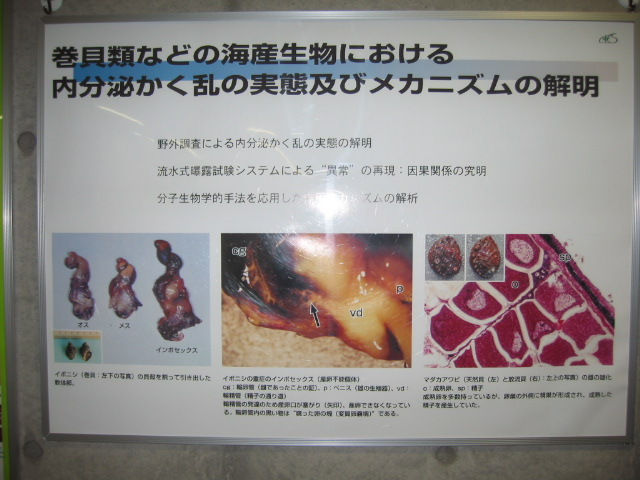 巻貝類などの海産生物における
内分泌かく乱の実態及びメカニズムの解明
野外調査による内分泌かく乱の実態の解明
流水式曝露試験システムによる“異常”の再現：因果関係の究明
分子生物学的手法を応用した ズムの解析
オス
メス
インポセックス
cg
p
vd
o
sp
イボニシ（巻貝：左下の写真）の貝殻を割って引き出した
軟体部。
イボニシの重症のインポセックス（産卵不能個体）
cg：輸卵管（雌であったことの証）、p：ペニス（雄の生殖器）、vd：
輸精管（精子の通り道）
輸精管の発達のため産卵口が塞がり（矢印）、産卵できなくなってい
る。輸卵管内の黒い物は“腐った卵の塊（変質卵嚢塊）”である。
マダカアワビ（天然貝（左）と放流貝（右）：左上の写真）の雌の雄化
o：成熟卵、sp：精子
成熟卵を多数持っているが、卵巣の外側に精巣が形成され、成熟した
精子を産生していた。